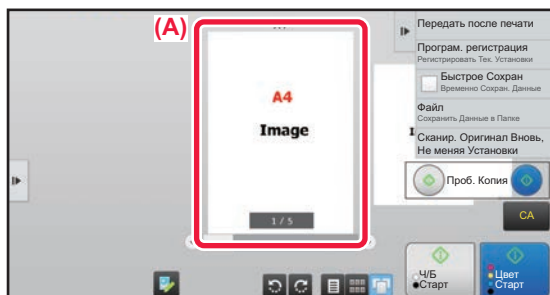 (A)
A4
Image
I
1 / 5
Передать после печати
Програм. регистрация
Регистрировать Тек. Установки
Быстрое Сохран
Временно Сохран. Данные
Файл
Сохранить Данные в Папке
Сканир. Оригинал Вновь,
Не меняя Установки
Проб. Копия
CA
Ч/Б
Старт
Цвет
Старт